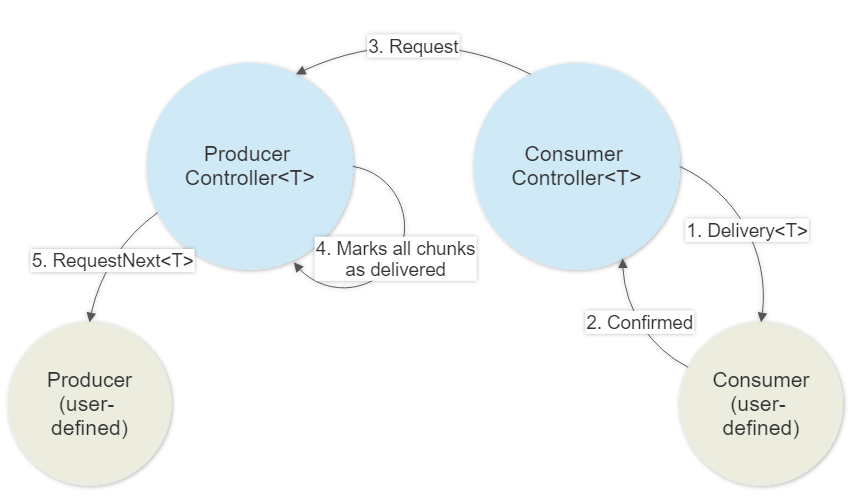 3. Request
Producer
Controller<T>
Consumer
Controller<T>
1. Delivery<T>
4. Marks all chunks
as delivered
5. RequestNext<T>
2. Confirmed
Producer
(user-
defined)
Consumer
(user-
defined)